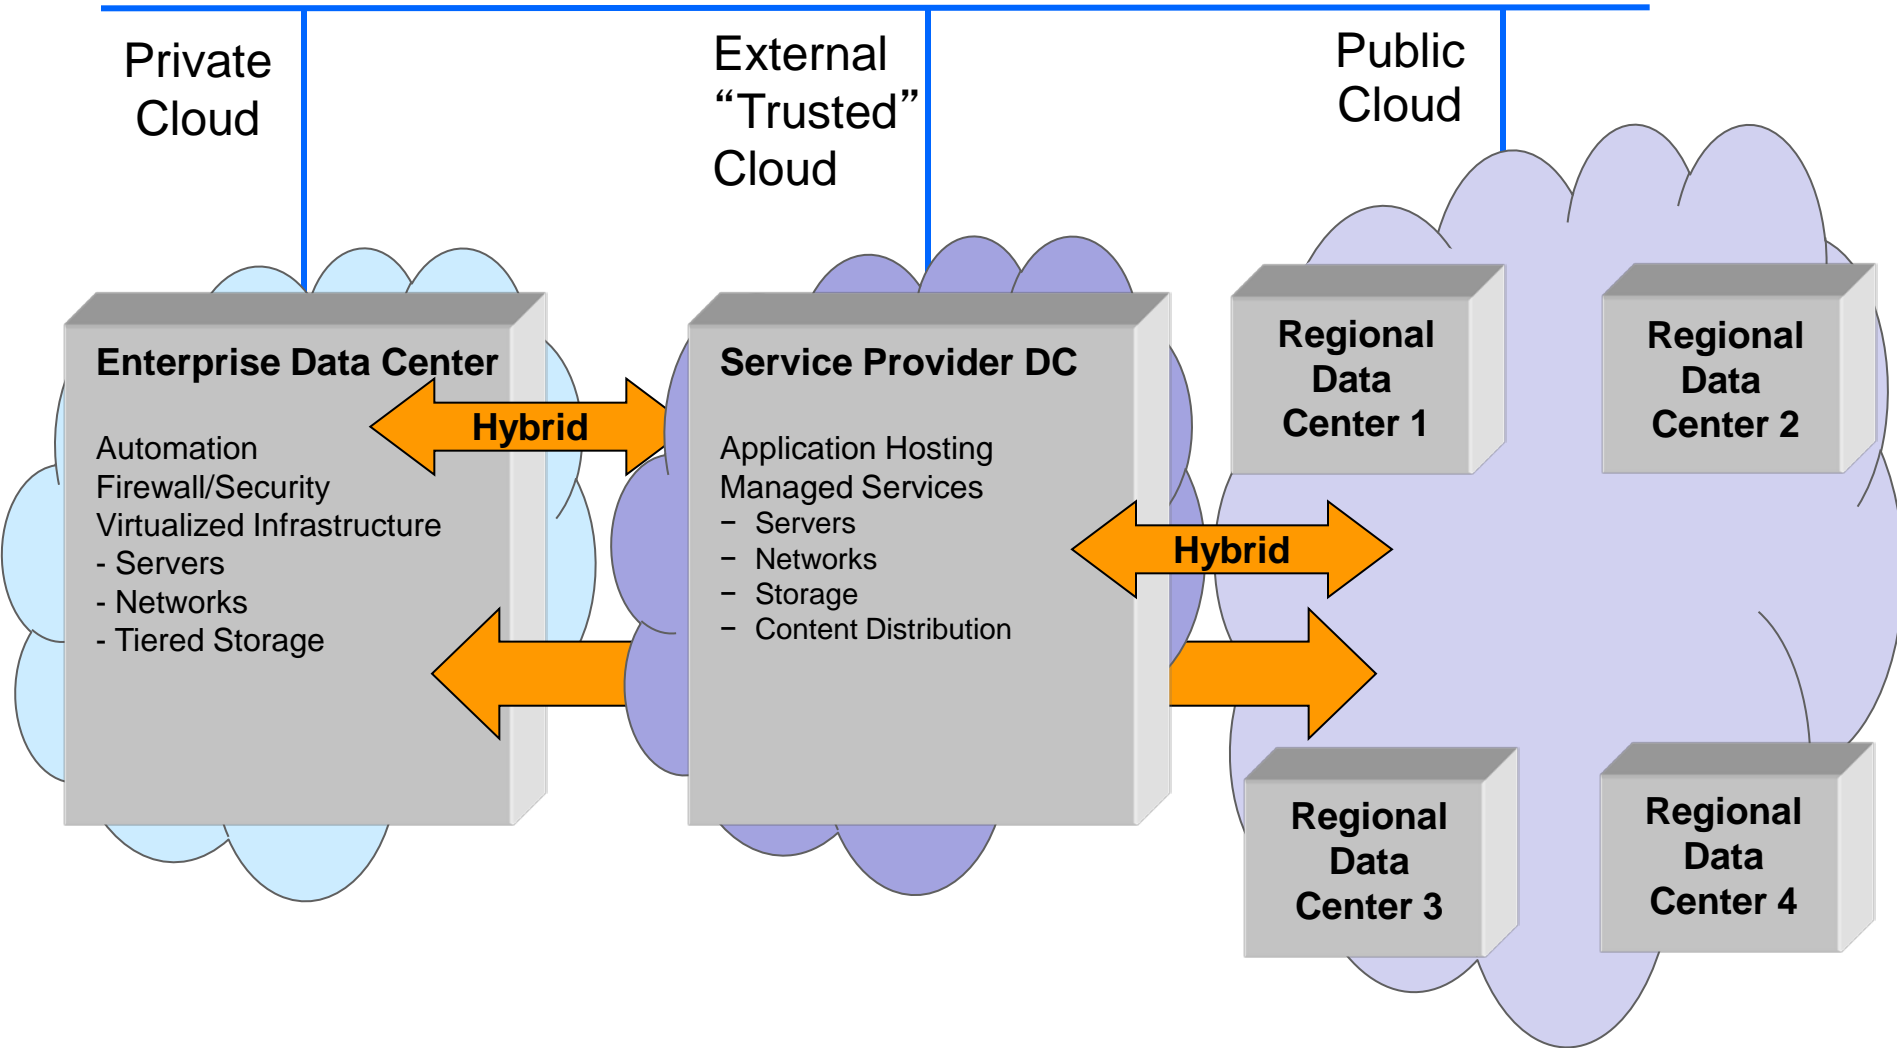 Private
Cloud
External
“Trusted”
Cloud
Public
Cloud
Enterprise Data Center
Automation
Firewall/Security
Virtualized Infrastructure
- Servers
- Networks
- Tiered Storage
Hybrid
Service Provider DC
Application Hosting
Managed Services
− Servers
− Networks
− Storage
− Content Distribution
Hybrid
Regional
Data
Center 1
Regional
Data
Center 2
Regional
Data
Center 3
Regional
Data
Center 4